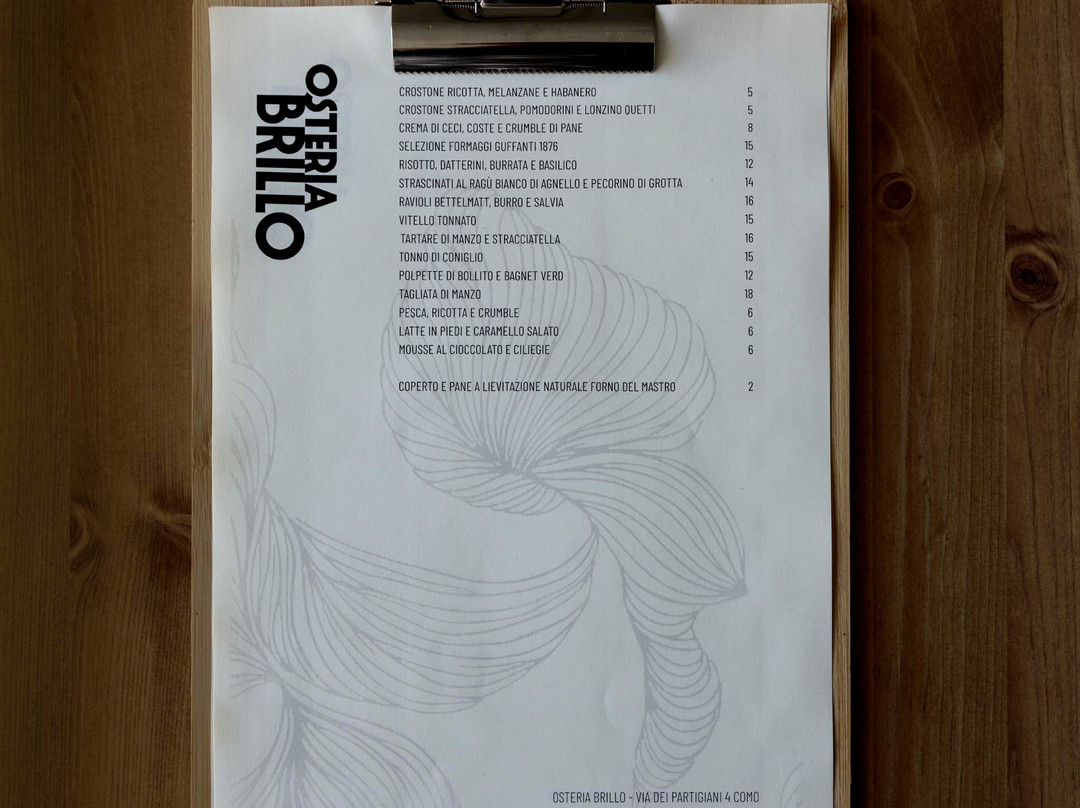 OSTERIA
BRILLO
CROSTONE RICOTTA, MELANZANE E HABANERO 5
CROSTONE STRACCIATELLA, POMODORINI E LONZINO QUETTI 5
CREMA DI CECI, COSTE E CRUMBLE DI PANE 8
SELEZIONE FORMAGGI GUFFANTI 1876 15
RISOTTO, DATTERINI, BURRATA E BASILICO 12
STRASCINATI AL RAGÙ BIANCO DI AGNELLO E PECORINO DI GROTTA 14
RAVIOLI BETTELMATT, BURRO E SALVIA 16
VITELLO TONNATO 15
TARTARE DI MANZO E STRACCIATELLA 16
TONNO DI CONIGLIO 15
POLPETTE DI BOLLITO E BAGNET VERD 12
TAGLIATA DI MANZO 18
PESCA, RICOTTA E CRUMBLE 6
LATTE IN PIEDI E CARAMELLO SALATO 6
MOUSSE AL CIOCCOLATO E CILIEGIE 6
COPERTO E PANE A LIEVITAZIONE NATURALE FORNO DEL MASTRO 2
OSTERIA BRILLO - VIA DEI PARTIGIANI 4 COMO